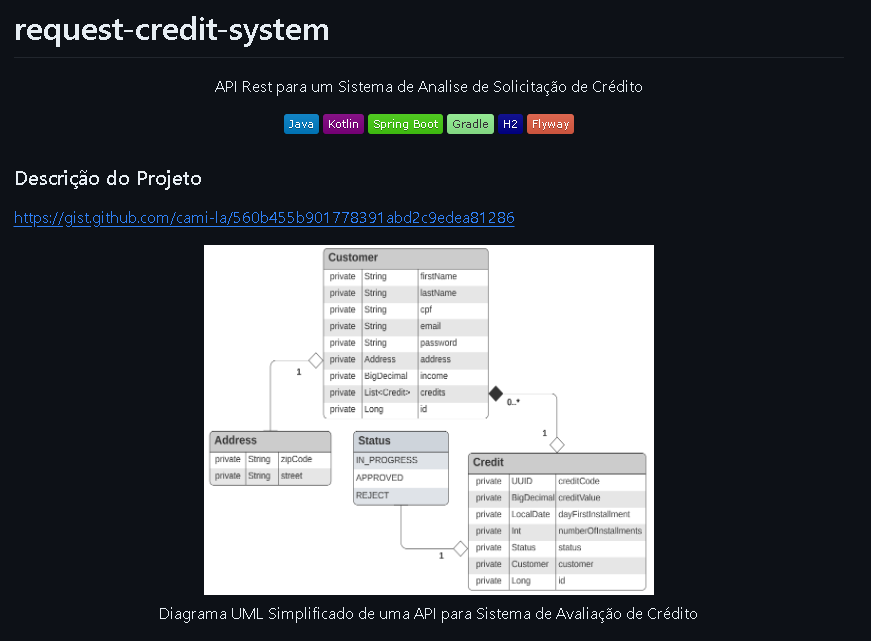 request-credit-system
API Rest para um Sistema de Analise de Solicitação de Crédito
Java Kotlin Spring Boot Gradle H2 Flyway
Descrição do Projeto
https://gist.github.com/cami-la/560b455b901778391abd2c9edea81286
Customer
private String firstName
private String lastName
private String cpf
private String email
private String password
private Address address
private BigDecimal income
private List<Credit> credits
private Long id
1
0..*
1
Address
private String zipCode
private String street
Status
IN_PROGRESS
APPROVED
REJECT
1
Credit
private UUID creditCode
private BigDecimal creditValue
private LocalDate dayFirstInstallment
private Int numberOfInstallments
private Status status
private Customer customer
private Long id
Diagrama UML Simplificado de uma API para Sistema de Avaliação de Crédito